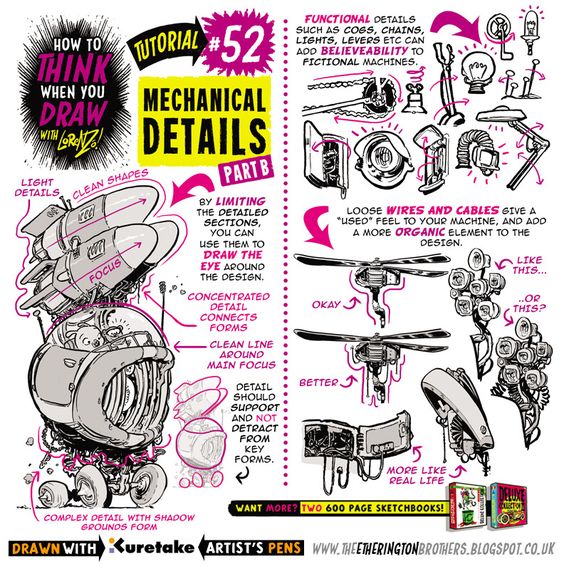 HOW TO
THINK
WHEN YOU
DRAW
WITH LORENZO!
TUTORIAL
#52
MECHANICAL
DETAILS
PART B
LIGHT
DETAILS
CLEAN SHAPES
FOCUS
BY LIMITING
THE DETAILED
SECTIONS,
YOU CAN
USE THEM TO
DRAW THE
EYE AROUND
THE DESIGN.
CONCENTRATED
DETAIL
CONNECTS
FORMS
CLEAN LINE
AROUND
MAIN FOCUS
DETAIL
SHOULD
SUPPORT
AND NOT
DETRACT
FROM
KEY
FORMS.
COMPLEX DETAIL WITH SHADOW
GROUNDS FORM
FUNCTIONAL DETAILS
SUCH AS COGS, CHAINS,
LIGHTS, LEVERS ETC CAN
ADD BELIEVEABILITY TO
FICTIONAL MACHINES.
LOOSE WIRES AND CABLES GIVE A
"USED" FEEL TO YOUR MACHINE, AND ADD
A MORE ORGANIC ELEMENT TO THE
DESIGN.
OKAY
LIKE
THIS...
..OR
THIS?
BETTER
MORE LIKE
REAL LIFE
WANT MORE? TWO 600 PAGE SKETCHBOOKS!
DELUXE
DRAWN WITH
Kuretake
ARTIST'S PENS
WWW.THEETHERINGTONBROTHERS.BLOGSPOT.CO.UK